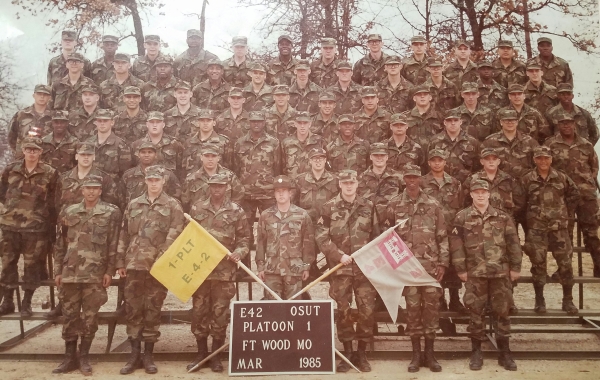 1-PLT
E-4-2
E42 OSUT
PLATOON 1
FT WOOD MO
MAR 1985